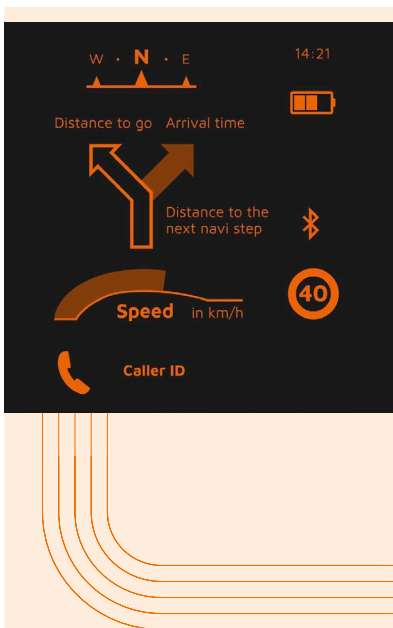 W · N · E
14:21
Distance to go
Arrival time
Distance to the
next navi step
Speed in km/h
40
Caller ID